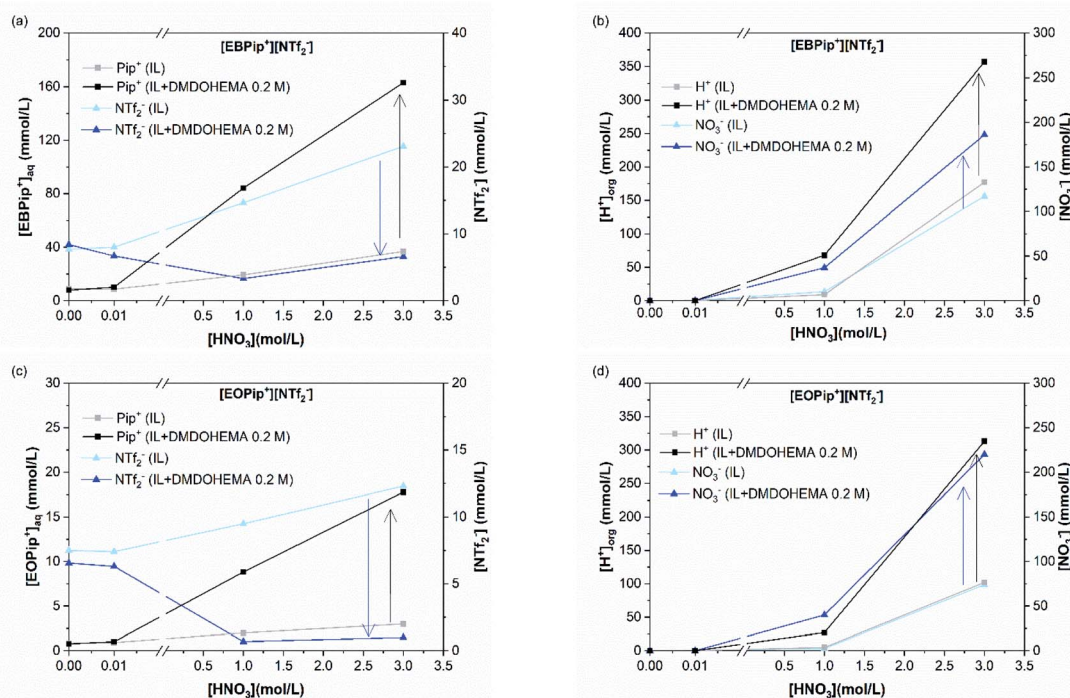 (a)
[EBPip⁺][NTf₂⁻]
Pip⁺ (IL)
Pip⁺ (IL+DMDOHEMA 0.2 M)
NTf₂⁻ (IL)
NTf₂⁻ (IL+DMDOHEMA 0.2 M)
[EBPip⁺]aq (mmol/L)
200
160
120
80
40
0
[NTf₂⁻] (mmol/L)
40
30
20
10
0
0.00 0.01 1.0 1.5 2.0 2.5 3.0 3.5
[HNO₃](mol/L)
(b)
[EBPip⁺][NTf₂⁻]
H⁺ (IL)
H⁺ (IL+DMDOHEMA 0.2 M)
NO₃⁻ (IL)
NO₃⁻ (IL+DMDOHEMA 0.2 M)
[H⁺]org (mmol/L)
400
350
300
250
200
150
100
50
0
[NO₃⁻] (mmol/L)
300
250
200
150
100
50
0
0.00 0.01 1.0 1.5 2.0 2.5 3.0 3.5
[HNO₃](mol/L)
(c)
[EOPip⁺][NTf₂⁻]
Pip⁺ (IL)
Pip⁺ (IL+DMDOHEMA 0.2 M)
NTf₂⁻ (IL)
NTf₂⁻ (IL+DMDOHEMA 0.2 M)
[EOPip⁺]aq (mmol/L)
30
25
20
15
10
5
0
[NTf₂⁻] (mmol/L)
20
15
10
5
0
0.00 0.01 1.0 1.5 2.0 2.5 3.0 3.5
[HNO₃](mol/L)
(d)
[EOPip⁺][NTf₂⁻]
H⁺ (IL)
H⁺ (IL+DMDOHEMA 0.2 M)
NO₃⁻ (IL)
NO₃⁻ (IL+DMDOHEMA 0.2 M)
[H⁺]org (mmol/L)
400
350
300
250
200
150
100
50
0
[NO₃⁻] (mmol/L)
300
250
200
150
100
50
0
0.00 0.01 1.0 1.5 2.0 2.5 3.0 3.5
[HNO₃](mol/L)